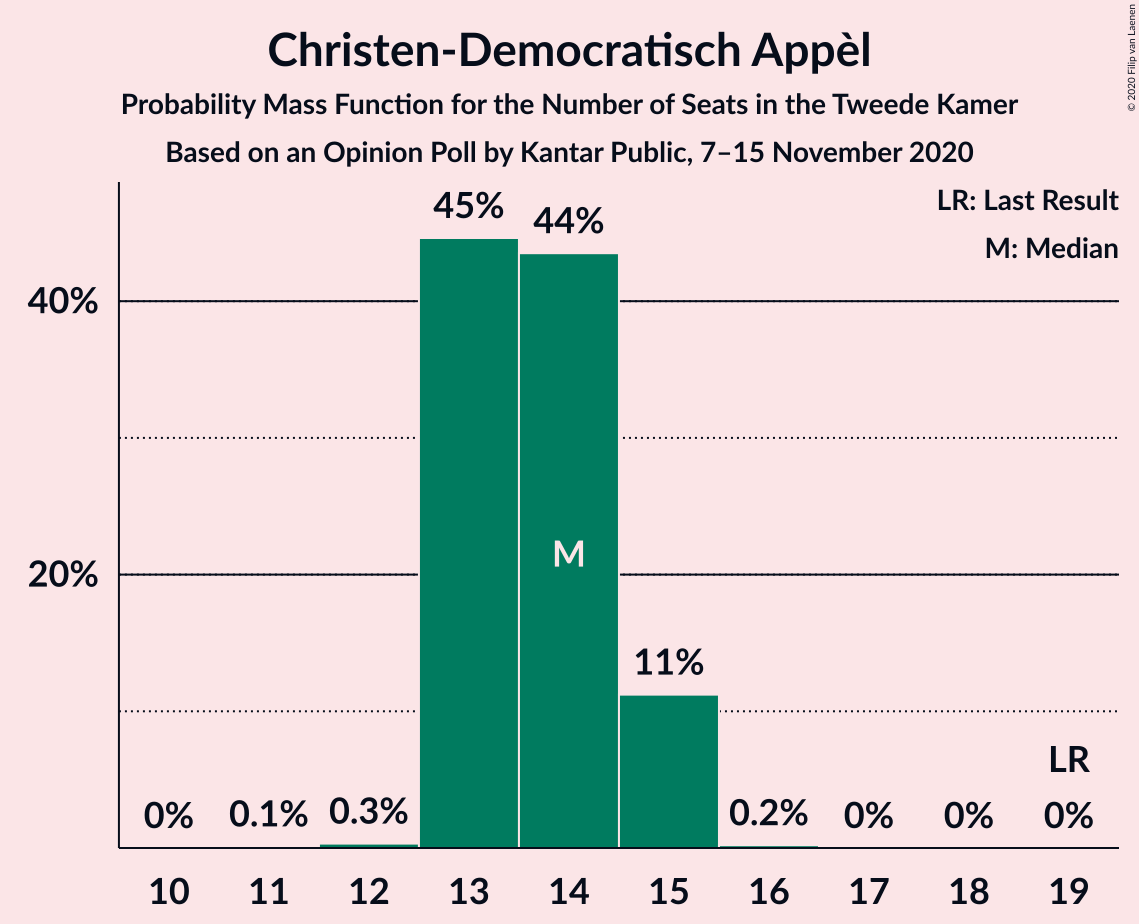 Christen-Democratisch Appèl
Probability Mass Function for the Number of Seats in the Tweede Kamer
Based on an Opinion Poll by Kantar Public, 7–15 November 2020
© 2020 Filip van Laenen
LR: Last Result
M: Median
45%
44%
40%
M
20%
11%
LR
0%
0.1%
0.3%
0.2%
0%
0%
0%
10 11 12 13 14 15 16 17 18 19